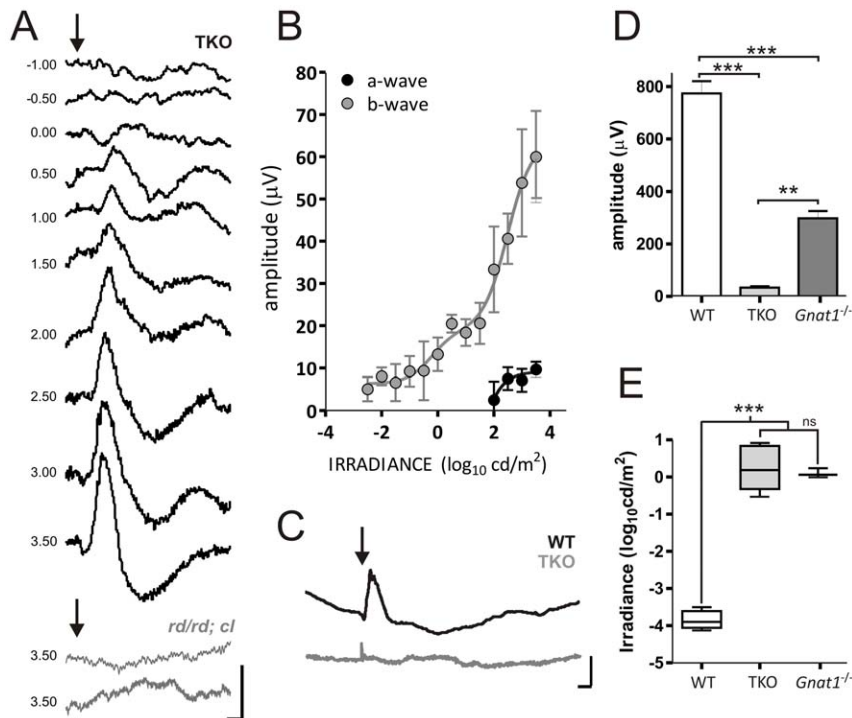 A
TKO
-1.00
-0.50
0.00
0.50
1.00
1.50
2.00
2.50
3.00
3.50
rd/rd; cl
3.50
3.50
B
a-wave
b-wave
amplitude (μV)
80
70
60
50
40
30
20
10
0
-4 -2 0 2 4
IRRADIANCE (log10 cd/m2)
C
WT
TKO
D
***
***
**
amplitude (μV)
800
600
400
200
0
WT TKO Gnat1-/-
E
***
ns
Irradiance (log10cd/m2)
1
0
-1
-2
-3
-4
-5
WT TKO Gnat1-/-